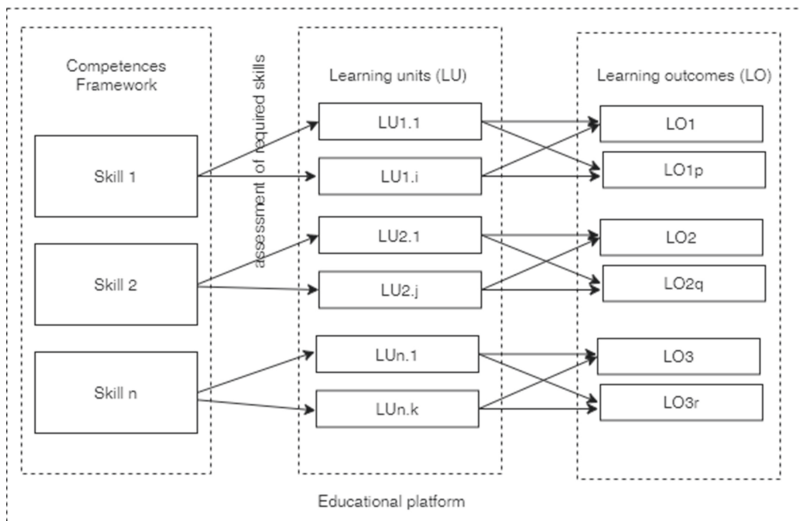 Competences
Framework
Skill 1
Skill 2
Skill n
assessment of required skills
Learning units (LU)
LU1.1
LU1.i
LU2.1
LU2.j
LUn.1
LUn.k
Learning outcomes (LO)
LO1
LO1p
LO2
LO2q
LO3
LO3r
Educational platform